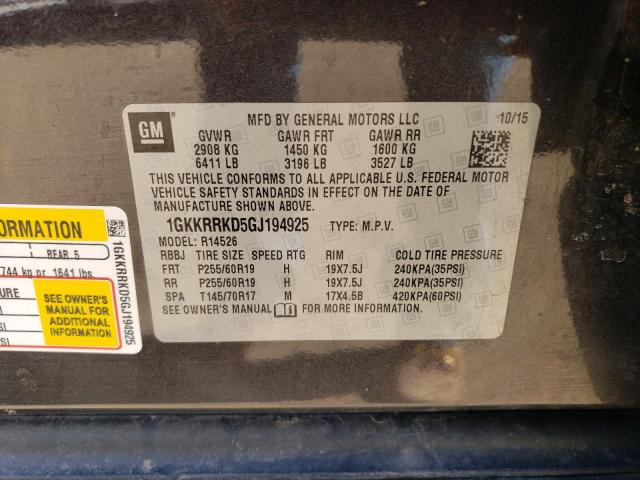 GM
MFD BY GENERAL MOTORS LLC 10/15
GVWR GAWR FRT GAWR RR
2908 KG 1450 KG 1600 KG
6411 LB 3196 LB 3527 LB
THIS VEHICLE CONFORMS TO ALL APPLICABLE U.S. FEDERAL MOTOR
VEHICLE SAFETY STANDARDS IN EFFECT ON THE DATE OF
MANUFACTURE SHOWN ABOVE.
1GKKRRKD5GJ194925 TYPE: M.P.V.
MODEL: R14526
RBBJ TIRE SIZE SPEED RTG RIM COLD TIRE PRESSURE
FRT P255/60R19 H 19X7.5J 240KPA(35PSI)
RR P255/60R19 H 19X7.5J 240KPA(35PSI)
SPA T145/70R17 M 17X4.5B 420KPA(60PSI)
SEE OWNER'S MANUAL FOR MORE INFORMATION.
FORMATION
REAR 5
744 kg or 1641 lbs.
SURE
SEE OWNER'S
MANUAL FOR
ADDITIONAL
INFORMATION
PSI
1GKKRRKD5GJ194925